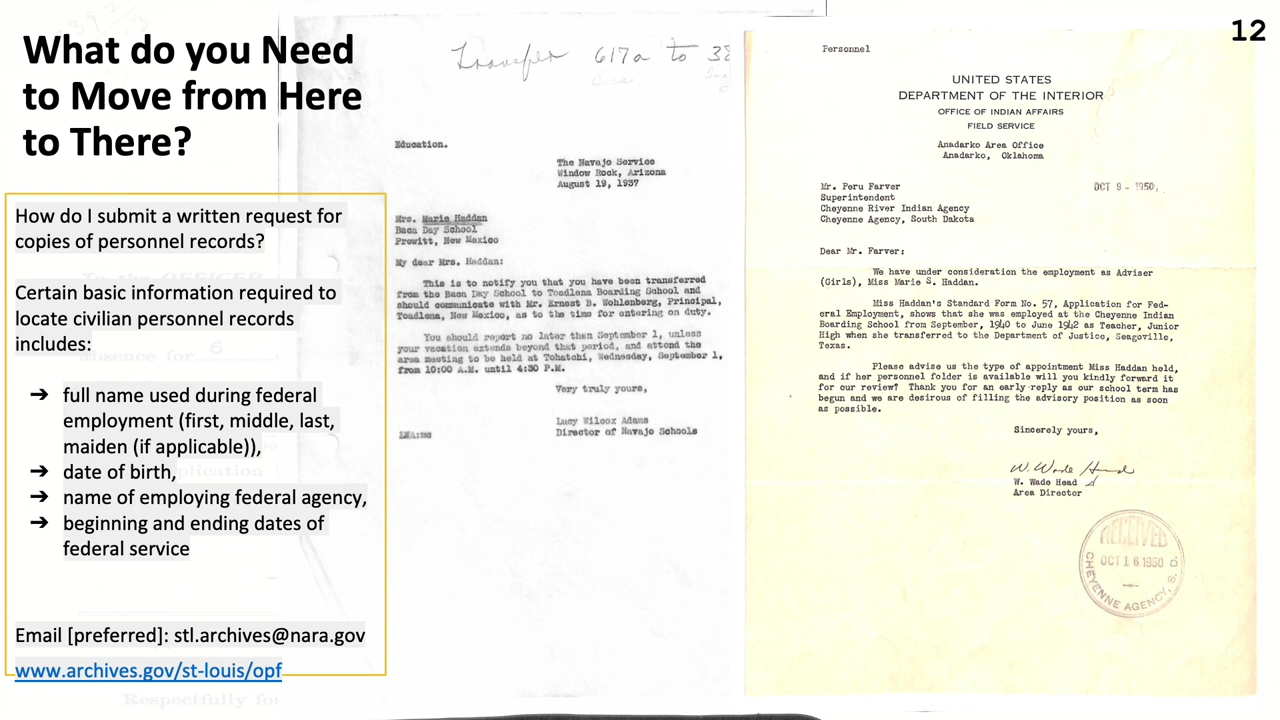 12
What do you Need
to Move from Here
to There?
How do I submit a written request for
copies of personnel records?
Certain basic information required to
locate civilian personnel records
includes:
➔ full name used during federal
employment (first, middle, last,
maiden (if applicable)),
➔ date of birth,
➔ name of employing federal agency,
➔ beginning and ending dates of
federal service
Email [preferred]: stl.archives@nara.gov
www.archives.gov/st-louis/opf
absence for 6
Respectfully for
Transfer 617a to 38
Education.
The Navajo Service
Window Rock, Arizona
August 19, 1937
Mrs. Marie Haddan
Baca Day School
Prewitt, New Mexico
My dear Mrs. Haddan:
This is to notify you that you have been transferred
from the Baca Day School to Toadlena Boarding School and
should communicate with Mr. Ernest B. Wohlenberg, Principal,
Toadlena, New Mexico, as to the time for entering on duty.
You should report no later than September 1, unless
your vacation extends beyond that period, and attend the
area meeting to be held at Tohatchi, Wednesday, September 1,
from 10:00 A.M. until 4:30 P.M.
Very truly yours,
Lucy Wilcox Adams
Director of Navajo Schools
Personnel
UNITED STATES
DEPARTMENT OF THE INTERIOR
OFFICE OF INDIAN AFFAIRS
FIELD SERVICE
Anadarko Area Office
Anadarko, Oklahoma
OCT 9 - 1950
Mr. Peru Farver
Superintendent
Cheyenne River Indian Agency
Cheyenne Agency, South Dakota
Dear Mr. Farver:
We have under consideration the employment as Adviser
(Girls), Miss Marie S. Haddan.
Miss Haddan's Standard Form No. 57, Application for Fed-
eral Employment, shows that she was employed at the Cheyenne Indian
Boarding School from September, 1940 to June 1942 as Teacher, Junior
High when she transferred to the Department of Justice, Seagoville,
Texas.
Please advise us the type of appointment Miss Haddan held,
and if her personnel folder is available will you kindly forward it
for our review? Thank you for an early reply as our school term has
begun and we are desirous of filling the advisory position as soon
as possible.
Sincerely yours,
W. Wade Head
W. Wade Head
Area Director
RECEIVED
OCT 16 1950
CHEYENNE AGENCY, S. D.